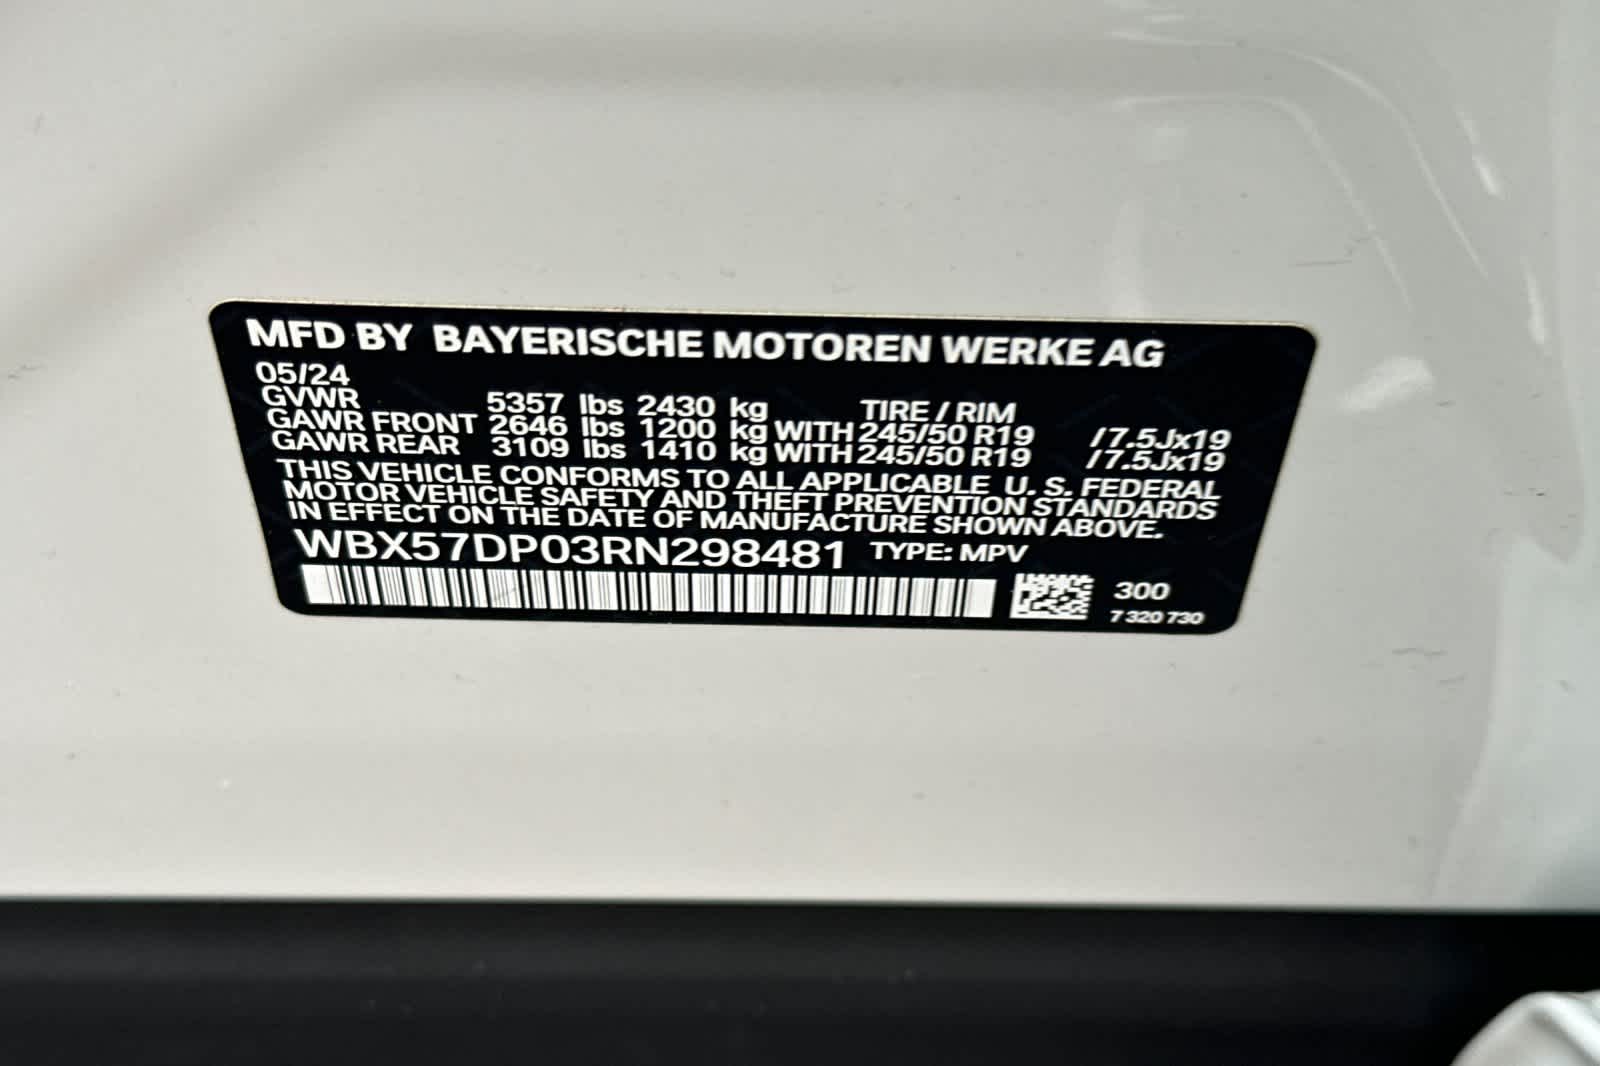 MFD BY BAYERISCHE MOTOREN WERKE AG
05/24
GVWR 5357 lbs 2430 kg TIRE / RIM
GAWR FRONT 2646 lbs 1200 kg WITH 245/50 R19 /7.5Jx19
GAWR REAR 3109 lbs 1410 kg WITH 245/50 R19 /7.5Jx19
THIS VEHICLE CONFORMS TO ALL APPLICABLE U. S. FEDERAL
MOTOR VEHICLE SAFETY AND THEFT PREVENTION STANDARDS
IN EFFECT ON THE DATE OF MANUFACTURE SHOWN ABOVE.
WBX57DP03RN298481 TYPE: MPV
300
7 320 730